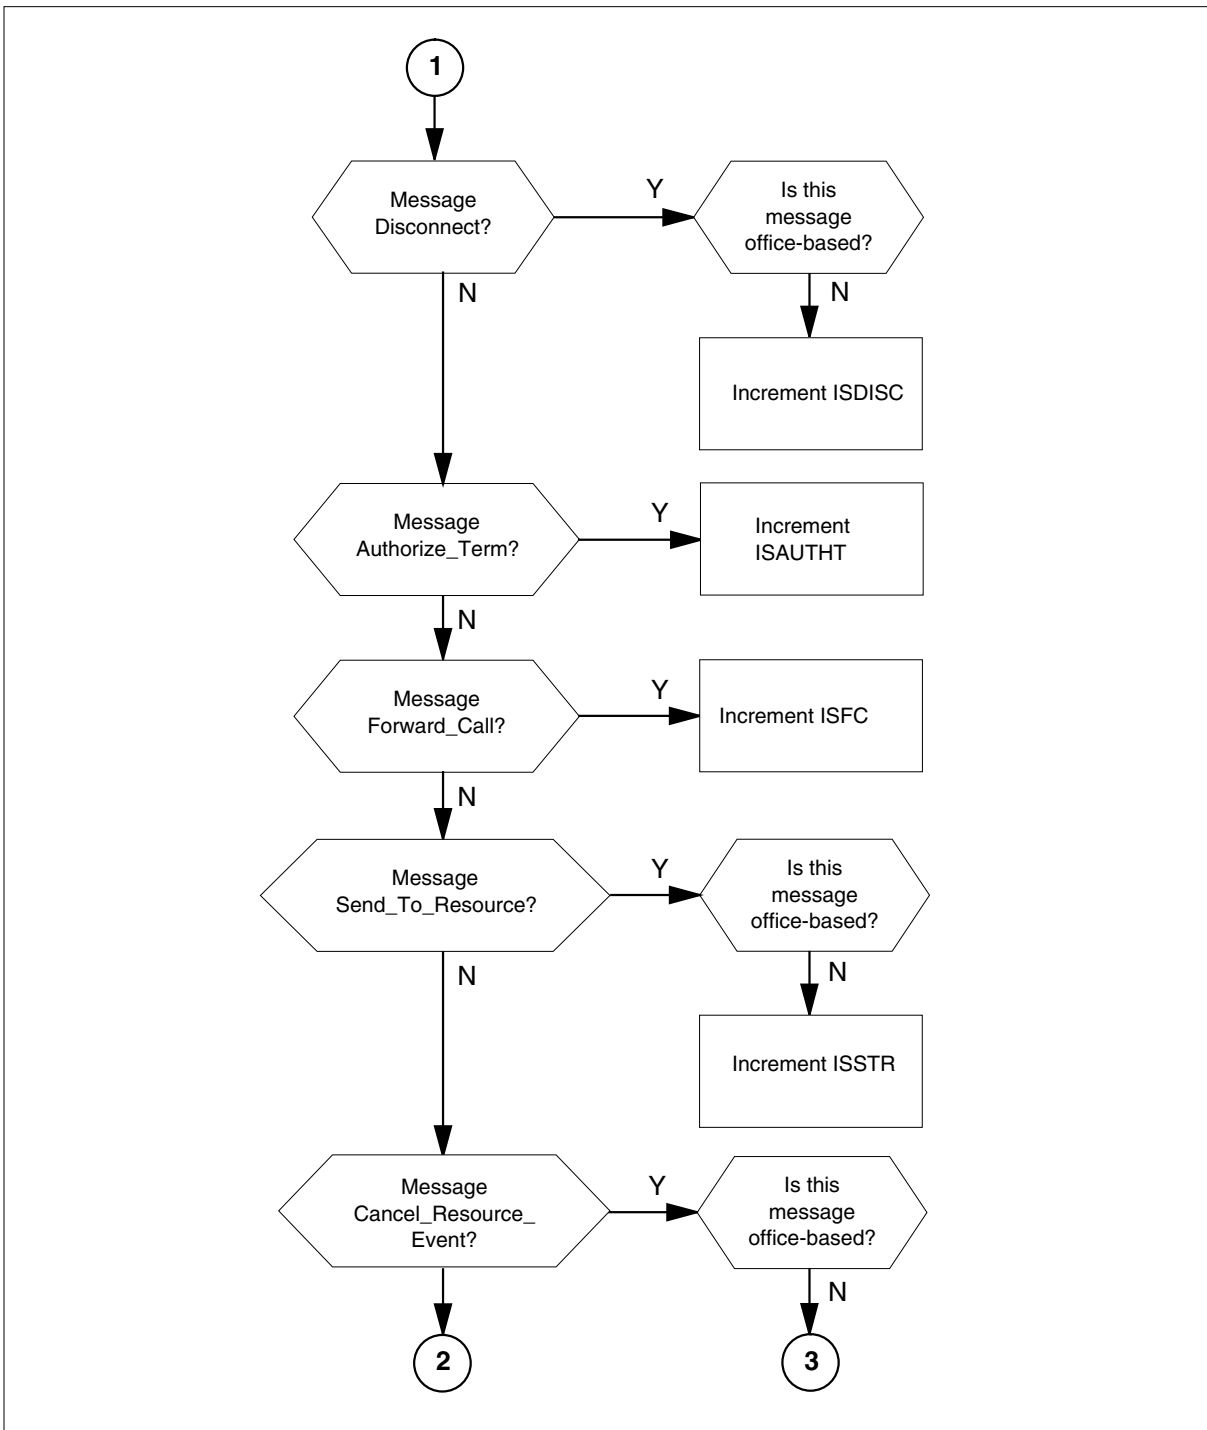 1
Message
Disconnect?
Y
Is this
message
office-based?
N
N
Increment ISDISC
Message
Authorize_Term?
Y
Increment
ISAUTHT
N
Message
Forward_Call?
Y
Increment ISFC
N
Message
Send_To_Resource?
Y
Is this
message
office-based?
N
N
Increment ISSTR
Message
Cancel_Resource_
Event?
Y
Is this
message
office-based?
N
2
3